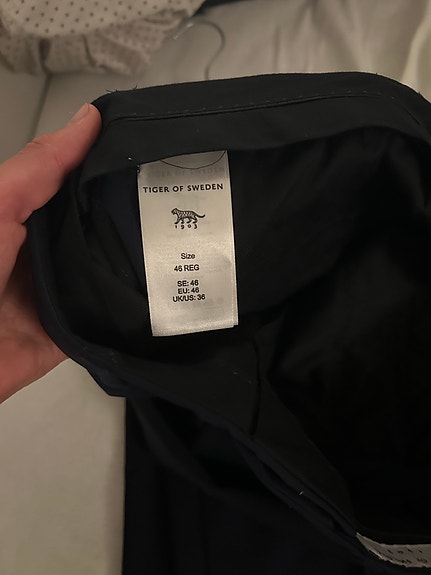 TIGER OF SWEDEN
1903
Size
46 REG
SE: 46
EU: 46
UK/US: 36